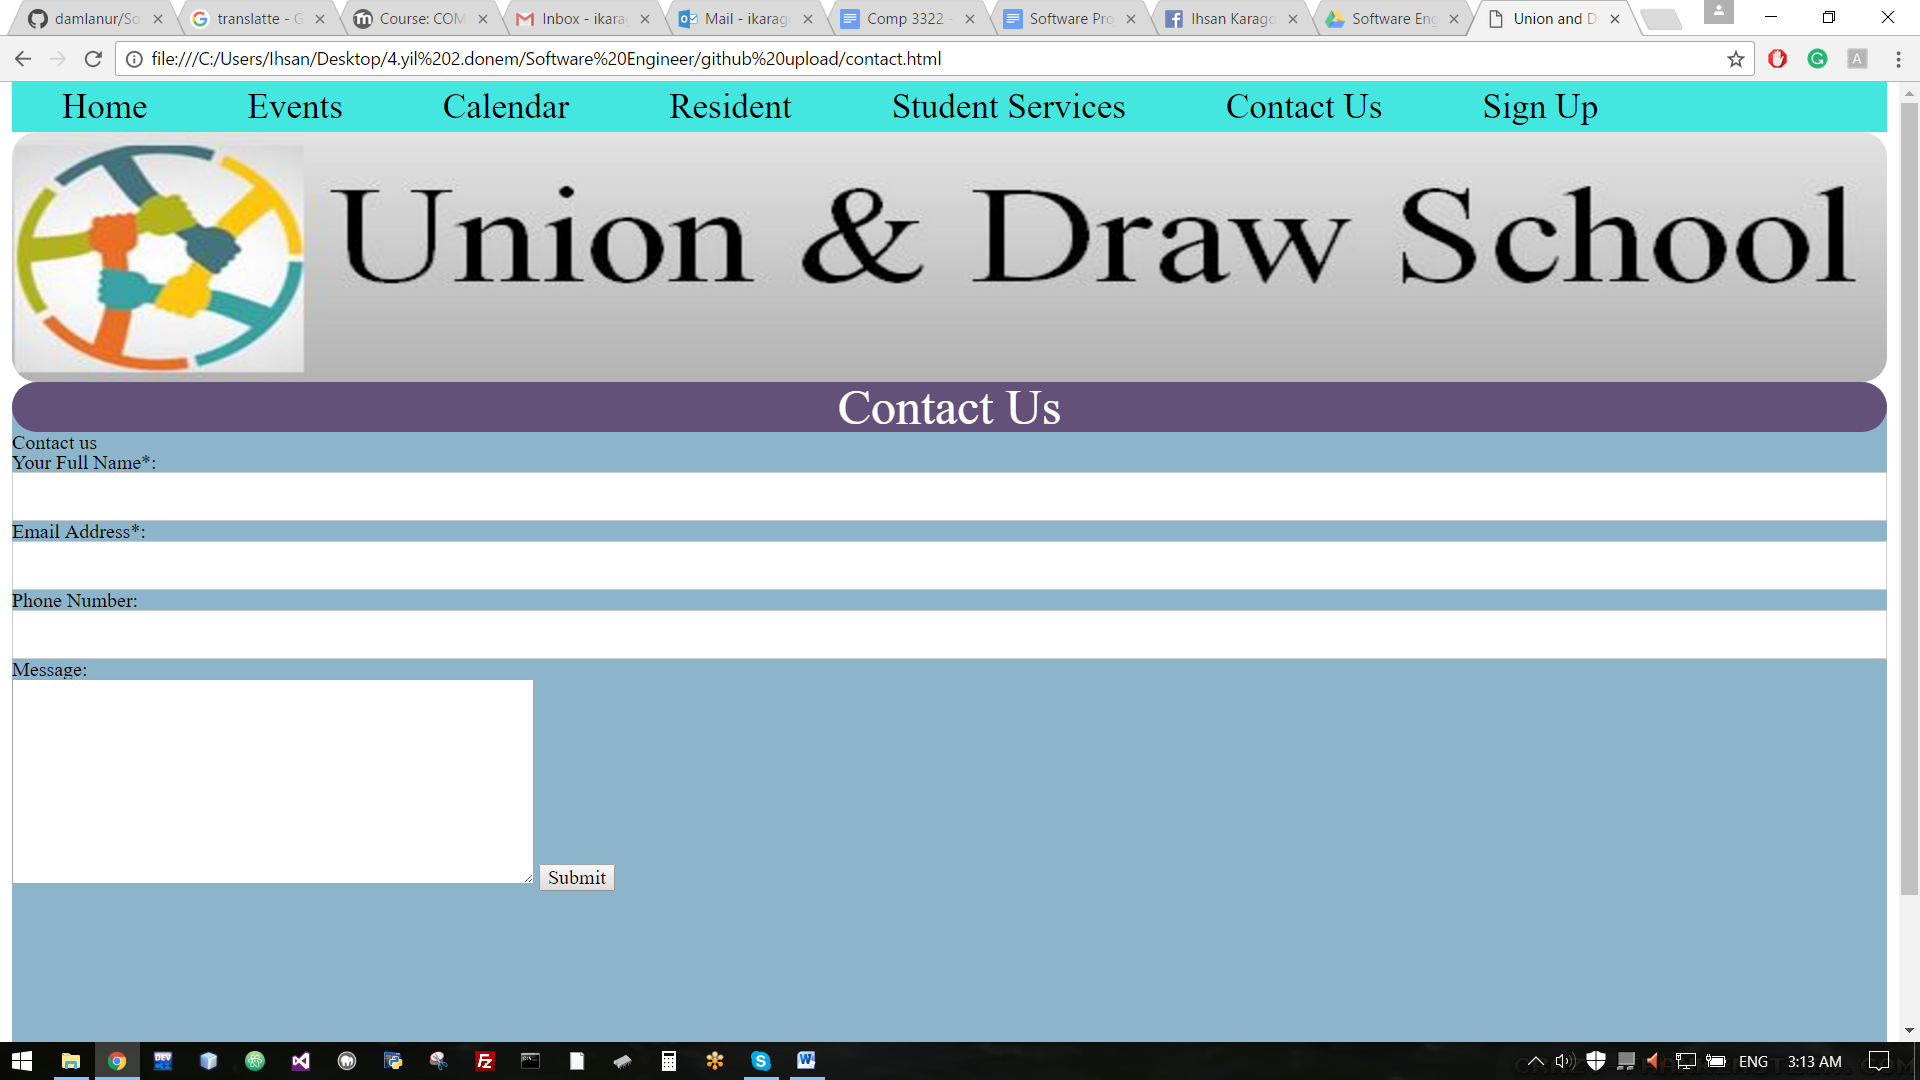 damlanur/So
translatte - G
Course: COM
Inbox - ikarag
Mail - ikarag
Comp 3322 -
Software Pro
Ihsan Karago
Software Eng
Union and D
file:///C:/Users/Ihsan/Desktop/4.yil%202.donem/Software%20Engineer/github%20upload/contact.html
Home Events Calendar Resident Student Services Contact Us Sign Up
Union & Draw School
Contact Us
Contact us
Your Full Name*:
Email Address*:
Phone Number:
Message:
Submit
ENG 3:13 AM